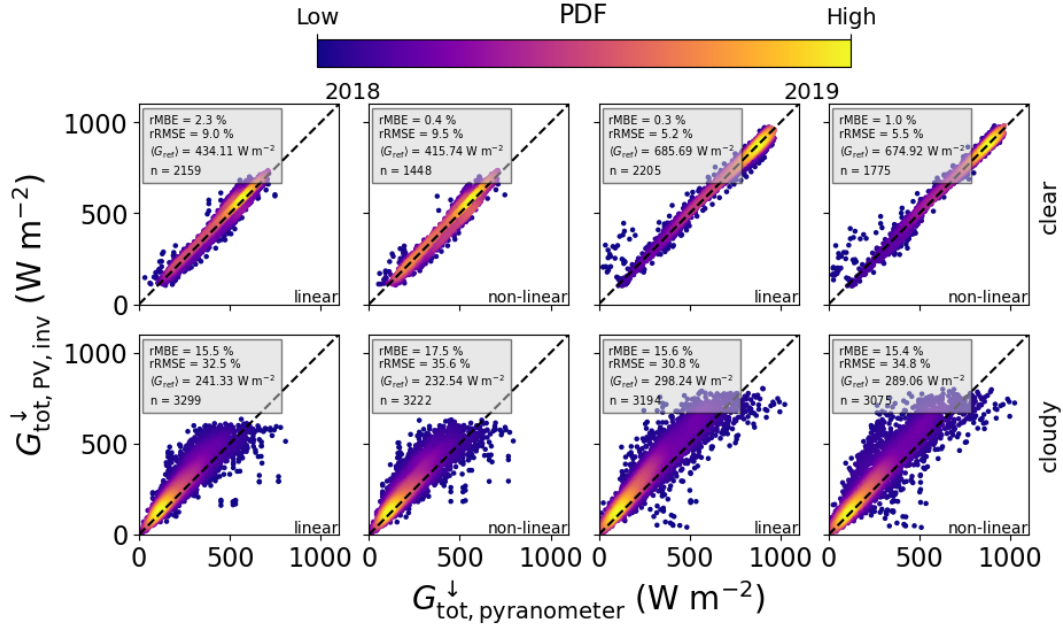 PDF
Low High
2018 2019
rMBE = 2.3 %
rRMSE = 9.0 %
⟨G_ref⟩ = 434.11 W m⁻²
n = 2159
linear
rMBE = 0.4 %
rRMSE = 9.5 %
⟨G_ref⟩ = 415.74 W m⁻²
n = 1448
non-linear
rMBE = 0.3 %
rRMSE = 5.2 %
⟨G_ref⟩ = 685.69 W m⁻²
n = 2205
linear
rMBE = 1.0 %
rRMSE = 5.5 %
⟨G_ref⟩ = 674.92 W m⁻²
n = 1775
non-linear
clear
1000
500
0
rMBE = 15.5 %
rRMSE = 32.5 %
⟨G_ref⟩ = 241.33 W m⁻²
n = 3299
linear
rMBE = 17.5 %
rRMSE = 35.6 %
⟨G_ref⟩ = 232.54 W m⁻²
n = 3222
non-linear
rMBE = 15.6 %
rRMSE = 30.8 %
⟨G_ref⟩ = 298.24 W m⁻²
n = 3194
linear
rMBE = 15.4 %
rRMSE = 34.8 %
⟨G_ref⟩ = 289.06 W m⁻²
n = 3075
non-linear
cloudy
1000
500
0
0 500 1000 0 500 1000 0 500 1000 0 500 1000
G↓tot, PV, inv (W m⁻²)
G↓tot, pyranometer (W m⁻²)